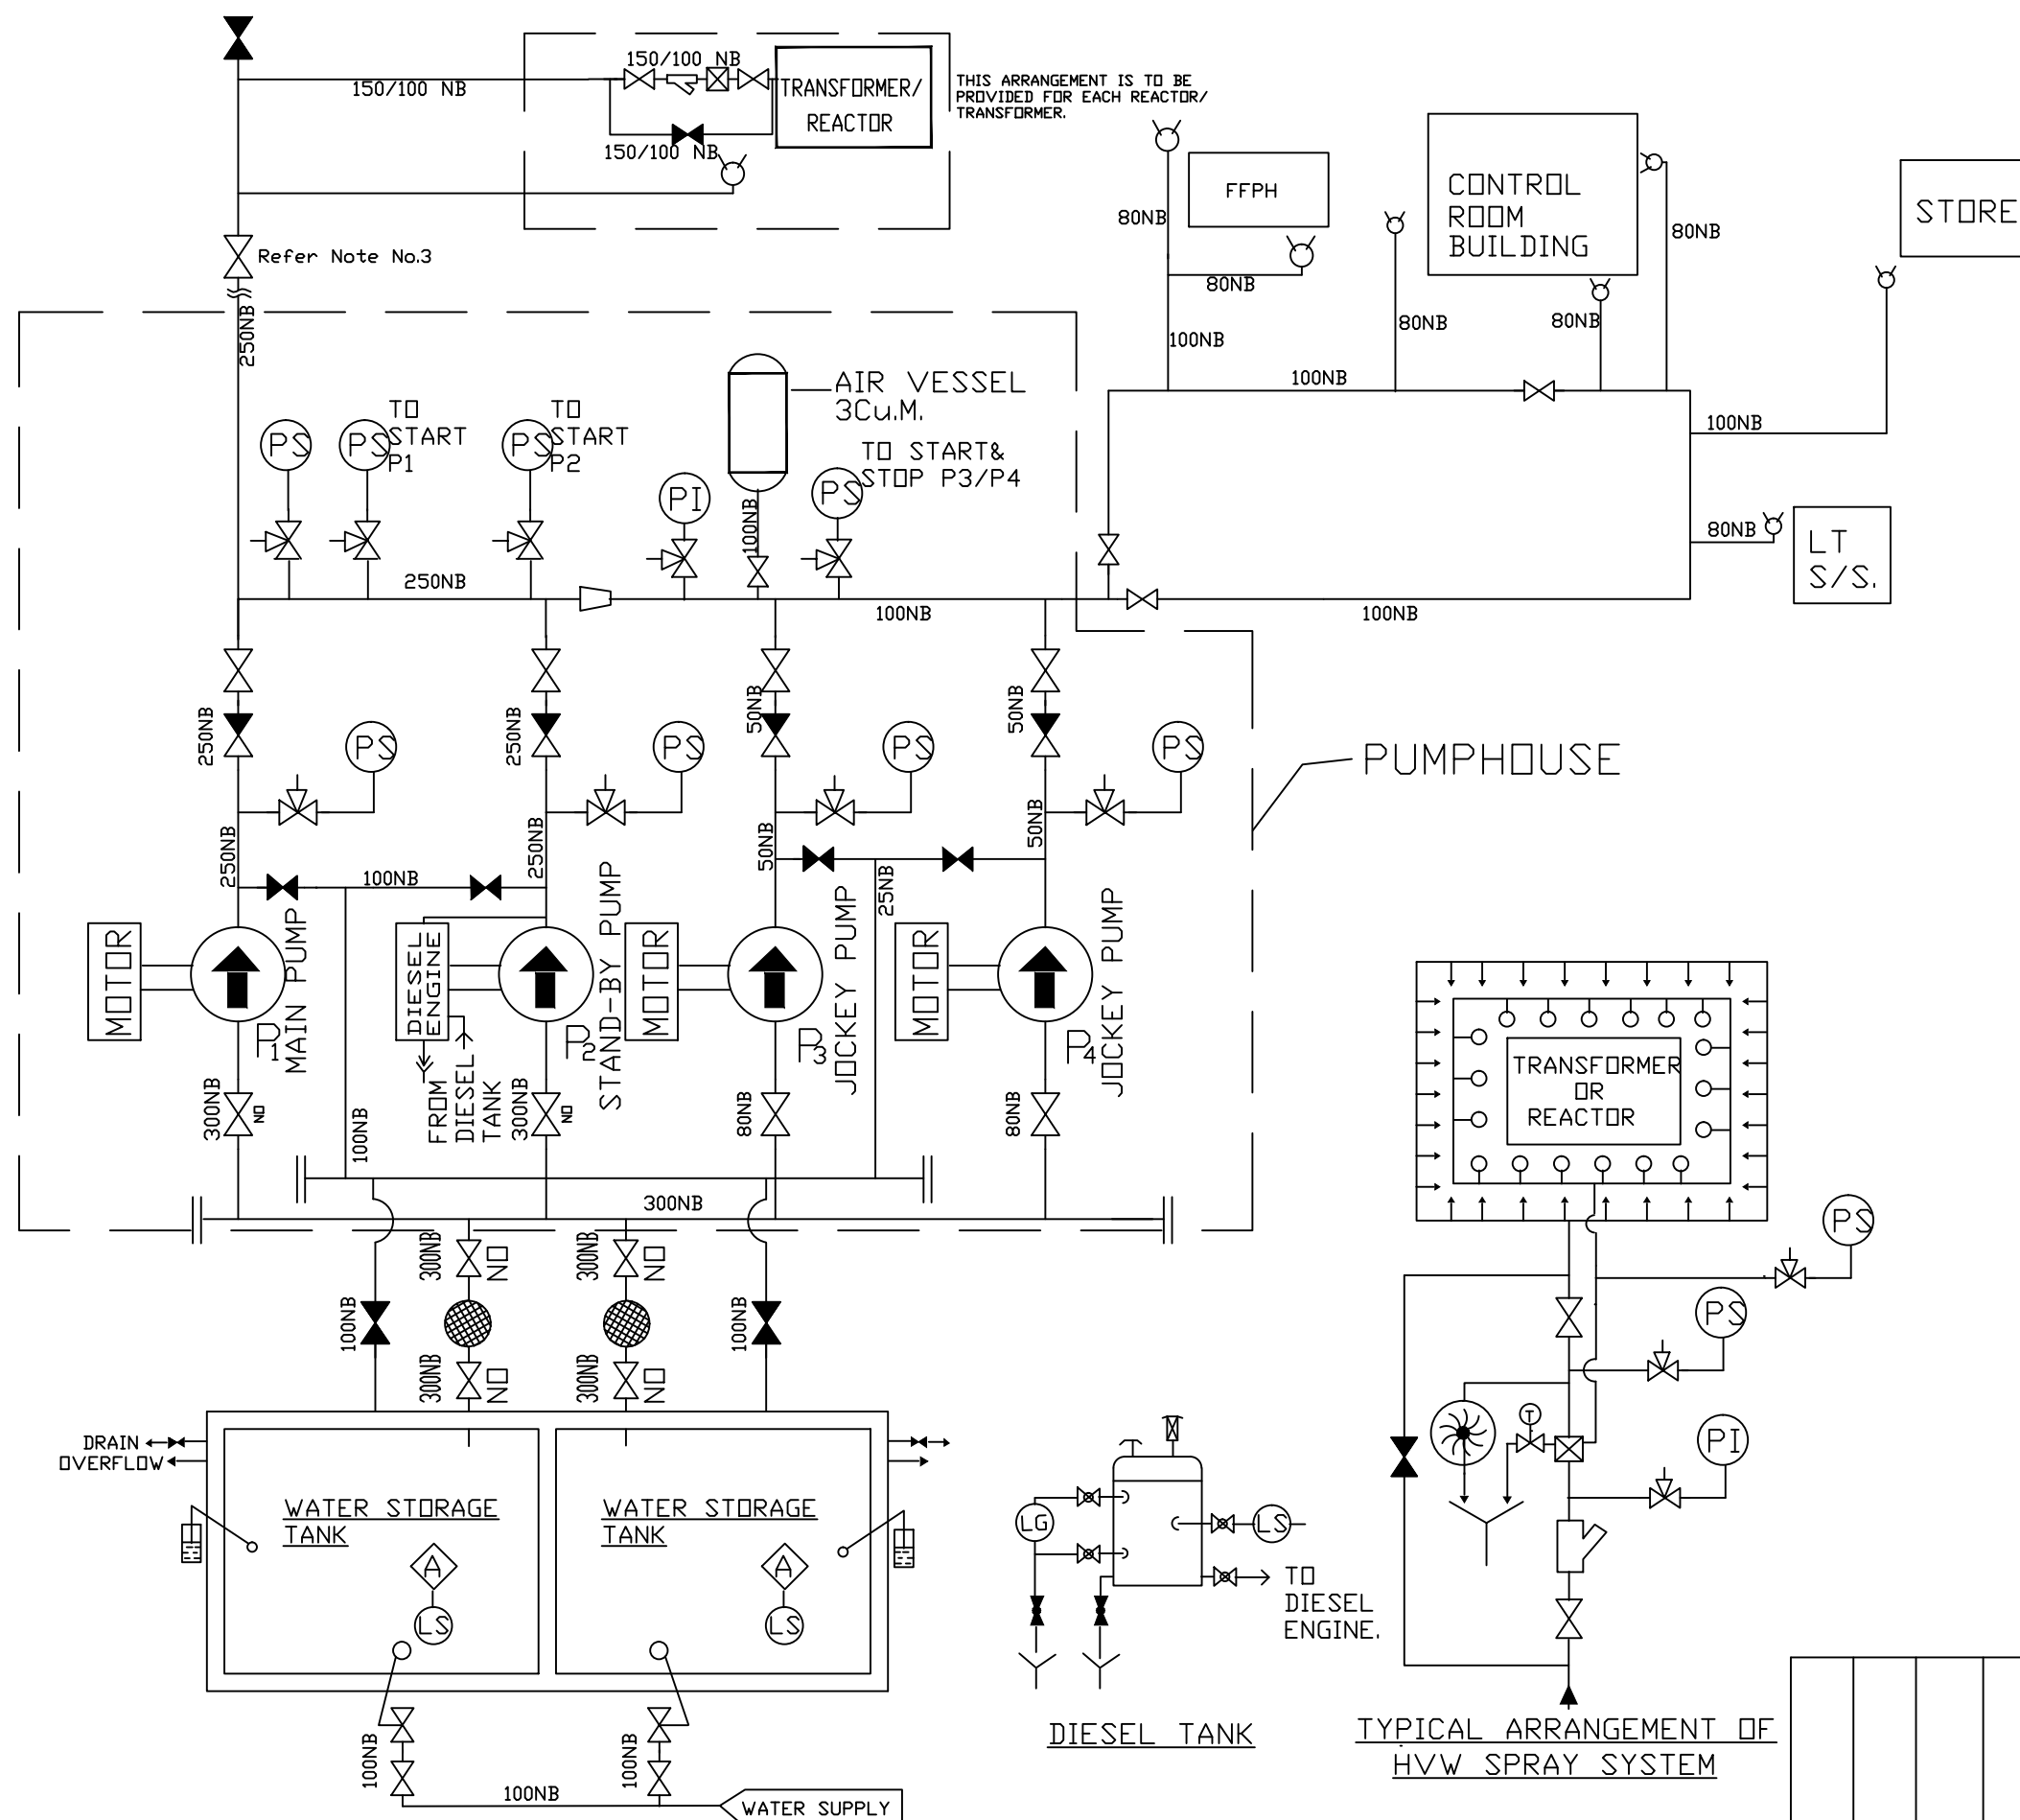 150/100 NB
150/100 NB
TRANSFORMER/
REACTOR
150/100 NB
THIS ARRANGEMENT IS TO BE
PROVIDED FOR EACH REACTOR/
TRANSFORMER.
Refer Note No.3
250NB
FFPH
80NB
80NB
100NB
CONTROL
ROOM
BUILDING
80NB
80NB
80NB
STORE
100NB
100NB
80NB
LT
S/S.
100NB
AIR VESSEL
3Cu.M.
TO START&
STOP P3/P4
PS
PS
TO
START
P1
PS
TO
START
P2
PI
100NB
PS
250NB
100NB
PUMPHOUSE
250NB
PS
250NB
PS
50NB
PS
50NB
PS
250NB
250NB
50NB
50NB
100NB
25NB
MOTOR
P1
MAIN PUMP
DIESEL
ENGINE
P2
STAND-BY PUMP
MOTOR
P3
JOCKEY PUMP
MOTOR
P4
JOCKEY PUMP
FROM
DIESEL
TANK
300NB
NO
300NB
NO
80NB
80NB
100NB
300NB
300NB
NO
300NB
NO
100NB
100NB
300NB
NO
300NB
NO
DRAIN
OVERFLOW
WATER STORAGE
TANK
A
LS
WATER STORAGE
TANK
A
LS
100NB
100NB
100NB
WATER SUPPLY
LG
LS
TO
DIESEL
ENGINE.
DIESEL TANK
TRANSFORMER
OR
REACTOR
PS
PS
T
PI
TYPICAL ARRANGEMENT OF
HVW SPRAY SYSTEM